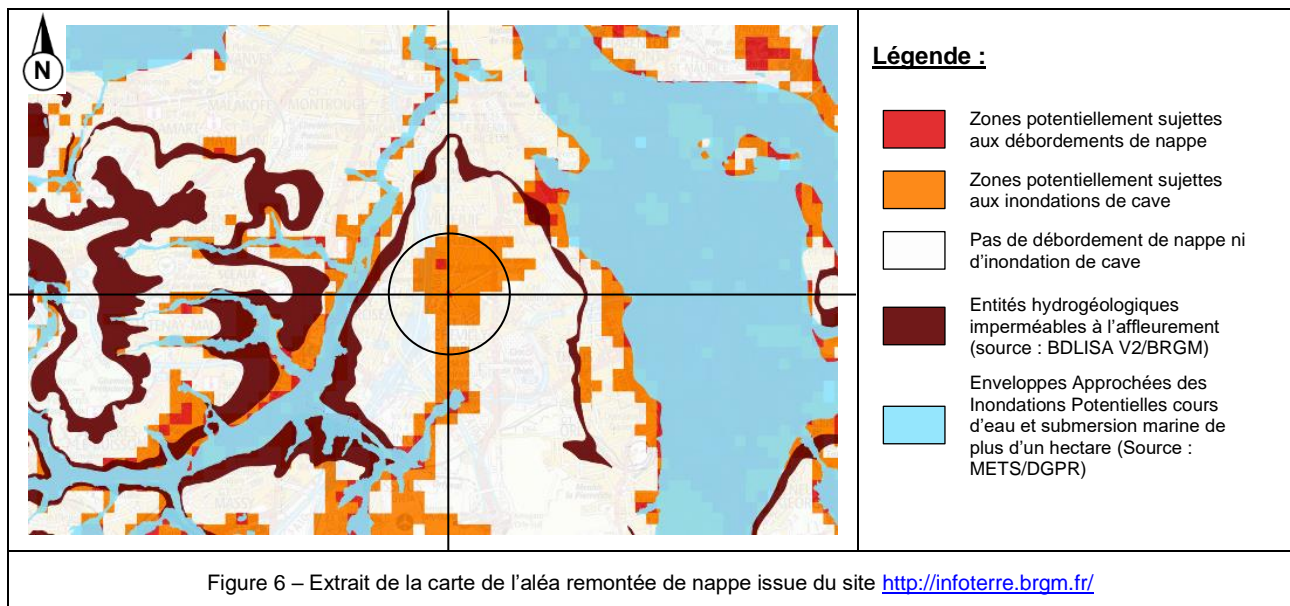 N
MALAKOFF
MONTROUGE
MASSY
Légende :
Zones potentiellement sujettes
aux débordements de nappe
Zones potentiellement sujettes
aux inondations de cave
Pas de débordement de nappe ni
d'inondation de cave
Entités hydrogéologiques
imperméables à l'affleurement
(source : BDLISA V2/BRGM)
Enveloppes Approchées des
Inondations Potentielles cours
d'eau et submersion marine de
plus d'un hectare (Source :
METS/DGPR)
Figure 6 – Extrait de la carte de l'aléa remontée de nappe issue du site http://infoterre.brgm.fr/